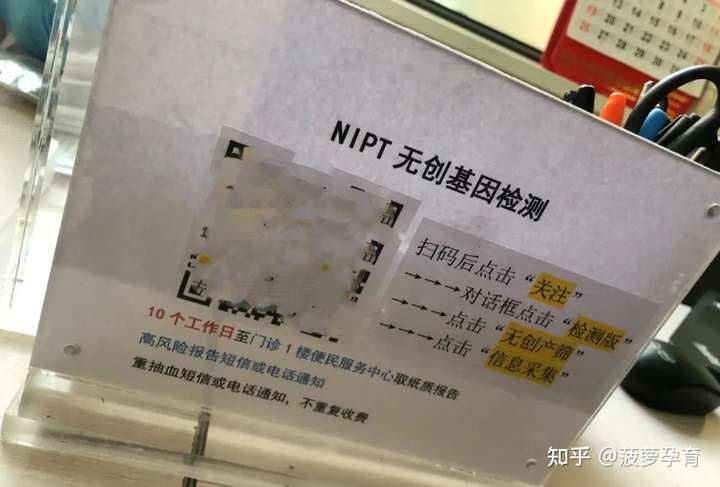 NIPT 无创基因检测
扫码后点击“关注”
→→→对话框点击“检测版”
→→→点击“无创产筛”
→→→点击“信息采集”
10个工作日至门诊1楼便民服务中心取纸质报告
高风险报告短信或电话通知
重抽血短信或电话通知，不重复收费
知乎 @菠萝孕育